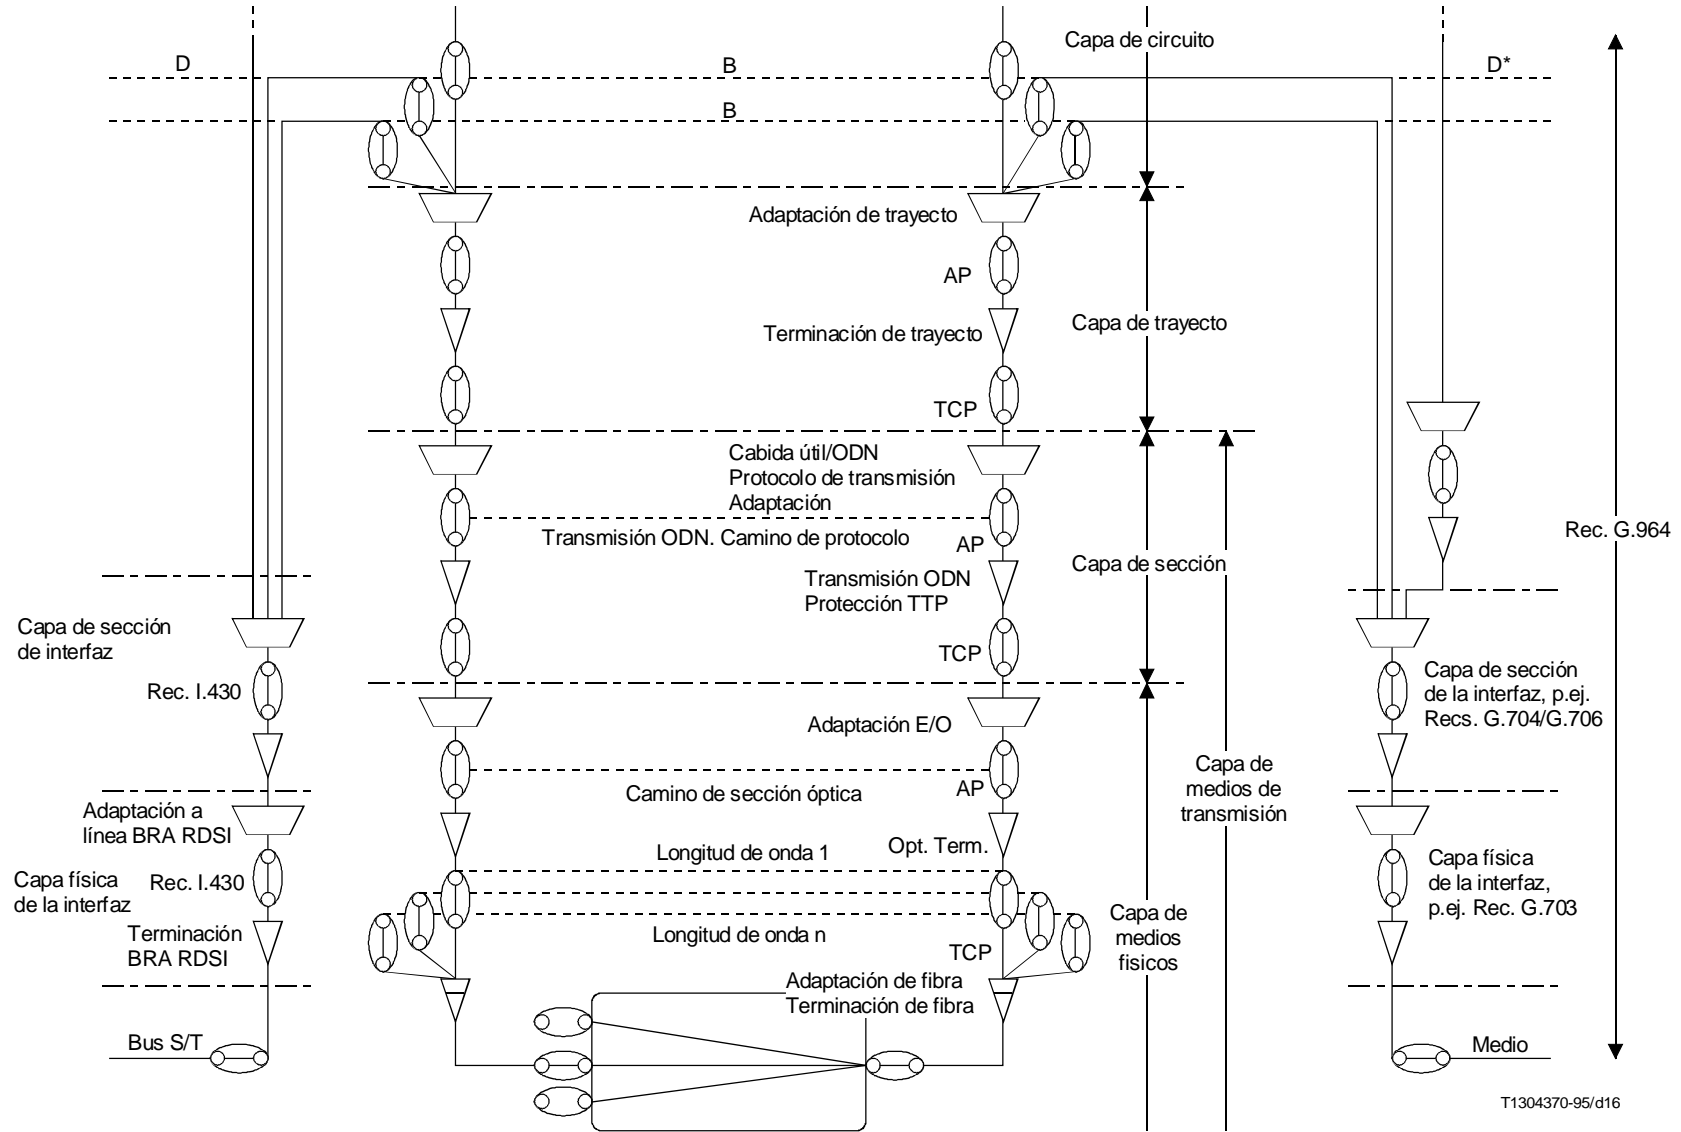 Capa de circuito
D
B
D*
B
Adaptación de trayecto
AP
Capa de trayecto
Terminación de trayecto
TCP
Cabida útil/ODN
Protocolo de transmisión
Adaptación
Transmisión ODN. Camino de protocolo
AP
Rec. G.964
Capa de sección
Transmisión ODN
Protección TTP
TCP
Capa de sección
de interfaz
Rec. I.430
Capa de sección
de la interfaz, p.ej.
Recs. G.704/G.706
Adaptación E/O
Capa de
medios de
transmisión
Camino de sección óptica
AP
Adaptación a
línea BRA RDSI
Longitud de onda 1
Opt. Term.
Capa física
de la interfaz
Rec. I.430
Capa física
de la interfaz,
p.ej. Rec. G.703
Capa de
medios
fisicos
Longitud de onda n
TCP
Terminación
BRA RDSI
Adaptación de fibra
Terminación de fibra
Bus S/T
Medio
T1304370-95/d16